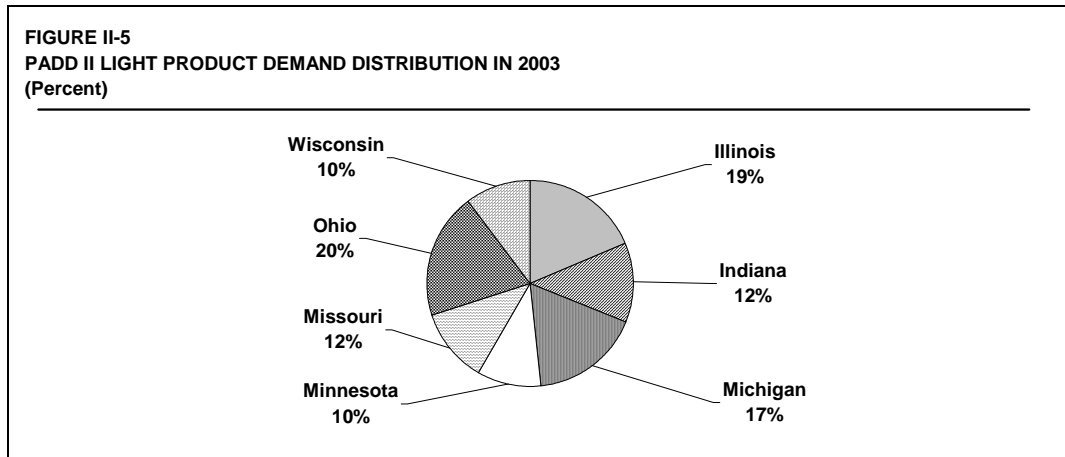 FIGURE II-5
PADD II LIGHT PRODUCT DEMAND DISTRIBUTION IN 2003
(Percent)
Wisconsin
10%
Illinois
19%
Ohio
20%
Indiana
12%
Missouri
12%
Minnesota
10%
Michigan
17%